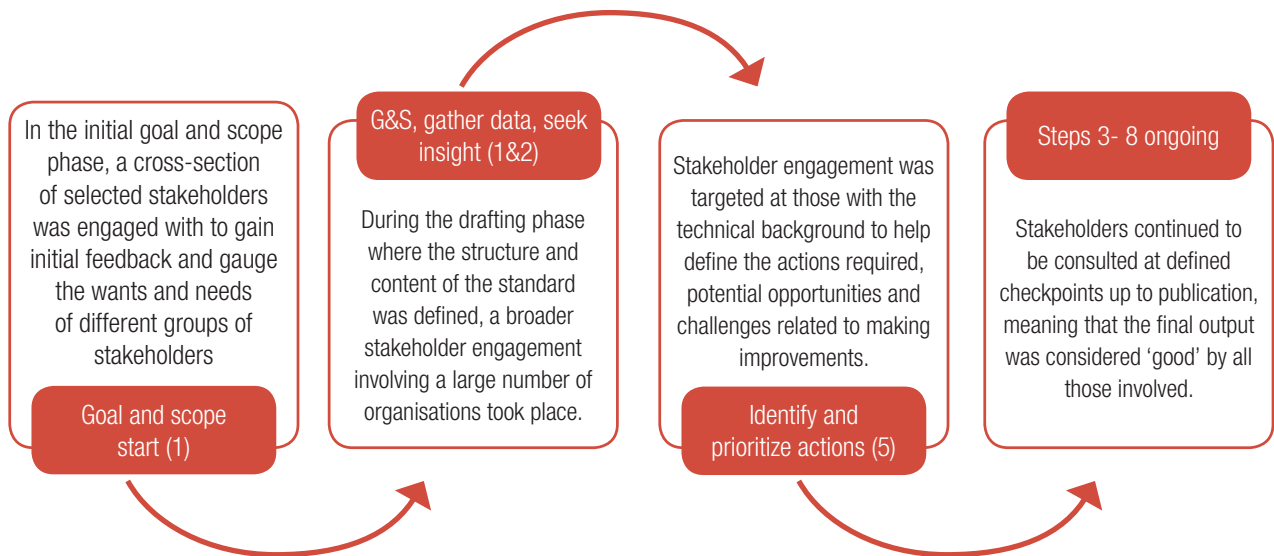 In the initial goal and scope
phase, a cross-section
of selected stakeholders
was engaged with to gain
initial feedback and gauge
the wants and needs
of different groups of
stakeholders
Goal and scope
start (1)
G&S, gather data, seek
insight (1&2)
During the drafting phase
where the structure and
content of the standard
was defined, a broader
stakeholder engagement
involving a large number of
organisations took place.
Stakeholder engagement was
targeted at those with the
technical background to help
define the actions required,
potential opportunities and
challenges related to making
improvements.
Identify and
prioritize actions (5)
Steps 3- 8 ongoing
Stakeholders continued to
be consulted at defined
checkpoints up to publication,
meaning that the final output
was considered ‘good’ by all
those involved.